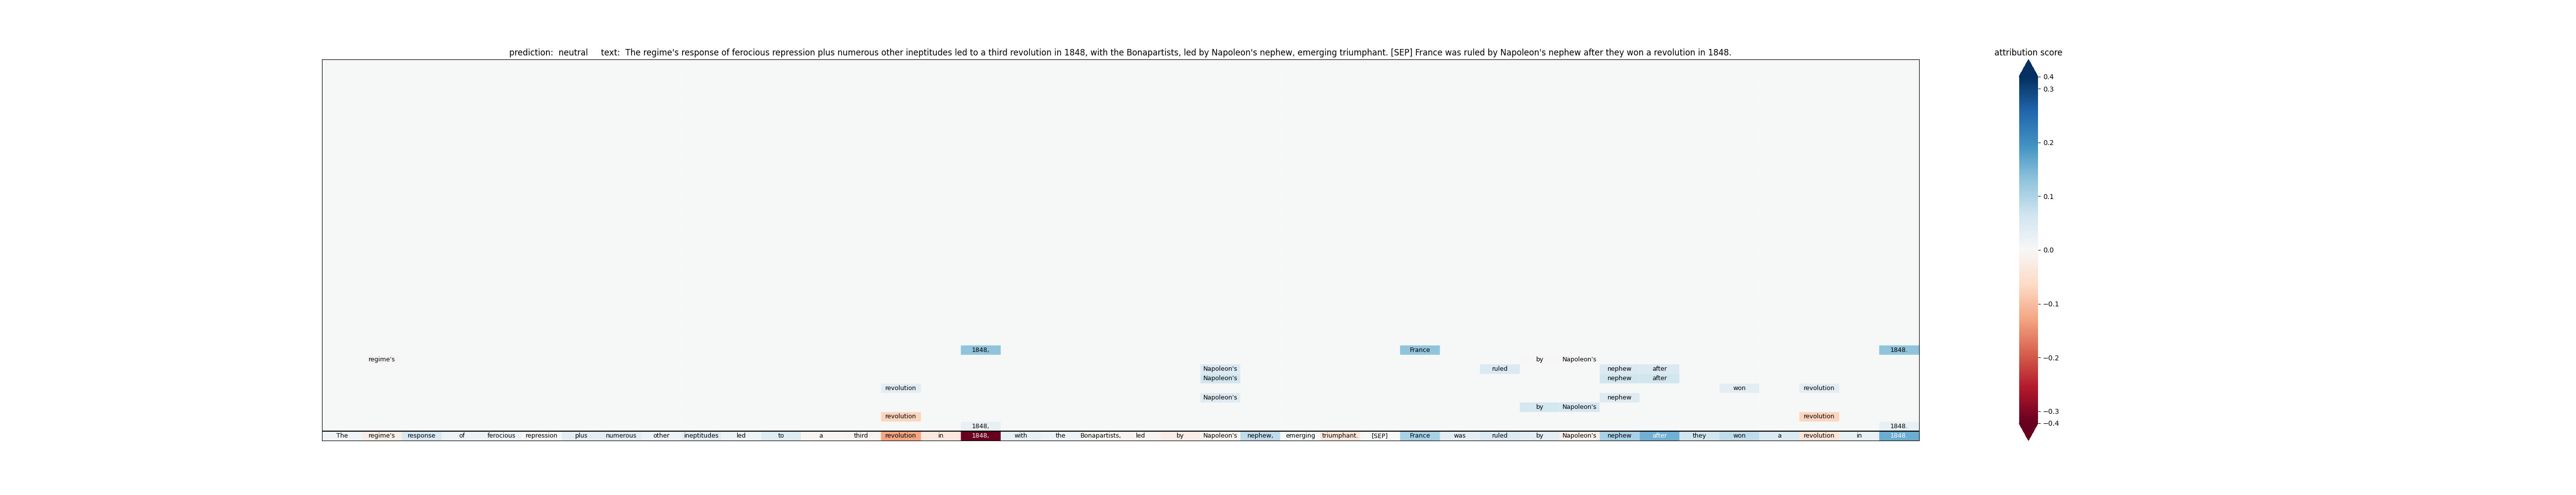 prediction:  neutral     text:  The regime's response of ferocious repression plus numerous other ineptitudes led to a third revolution in 1848, with the Bonapartists, led by Napoleon's nephew, emerging triumphant. [SEP] France was ruled by Napoleon's nephew after they won a revolution in 1848.
attribution score
0.4
0.3
0.2
0.1
0.0
−0.1
−0.2
−0.3
−0.4
1848, France 1848.
regime's by Napoleon's
Napoleon's ruled nephew after
Napoleon's nephew after
revolution won revolution
Napoleon's nephew
by Napoleon's
revolution revolution
1848, 1848.
The regime's response of ferocious repression plus numerous other ineptitudes led to a third revolution in 1848, with the Bonapartists, led by Napoleon's nephew, emerging triumphant. [SEP] France was ruled by Napoleon's nephew after they won a revolution in 1848.